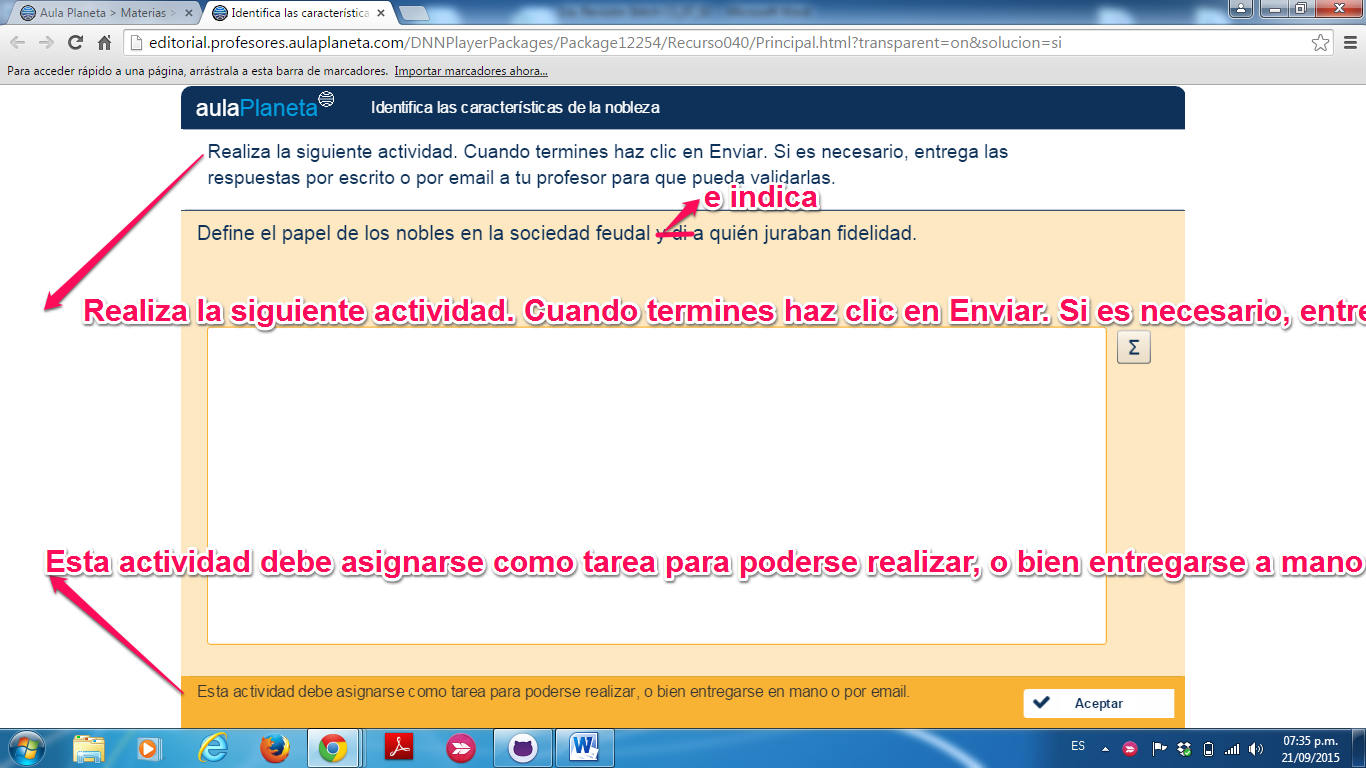 Aula Planeta > Materias >
Identifica las característica
Microsoft Word
editorial.profesores.aulaplaneta.com/DNNPlayerPackages/Package12254/Recurso040/Principal.html?transparent=on&solucion=si
Para acceder rápido a una página, arrástrala a esta barra de marcadores. Importar marcadores ahora...
aulaPlaneta Identifica las características de la nobleza
Realiza la siguiente actividad. Cuando termines haz clic en Enviar. Si es necesario, entrega las
respuestas por escrito o por email a tu profesor para que pueda validarlas.
e indica
Define el papel de los nobles en la sociedad feudal y di a quién juraban fidelidad.
Realiza la siguiente actividad. Cuando termines haz clic en Enviar. Si es necesario, entre
Σ
Esta actividad debe asignarse como tarea para poderse realizar, o bien entregarse a mano
Esta actividad debe asignarse como tarea para poderse realizar, o bien entregarse en mano o por email.
Aceptar
ES
07:35 p.m.
21/09/2015